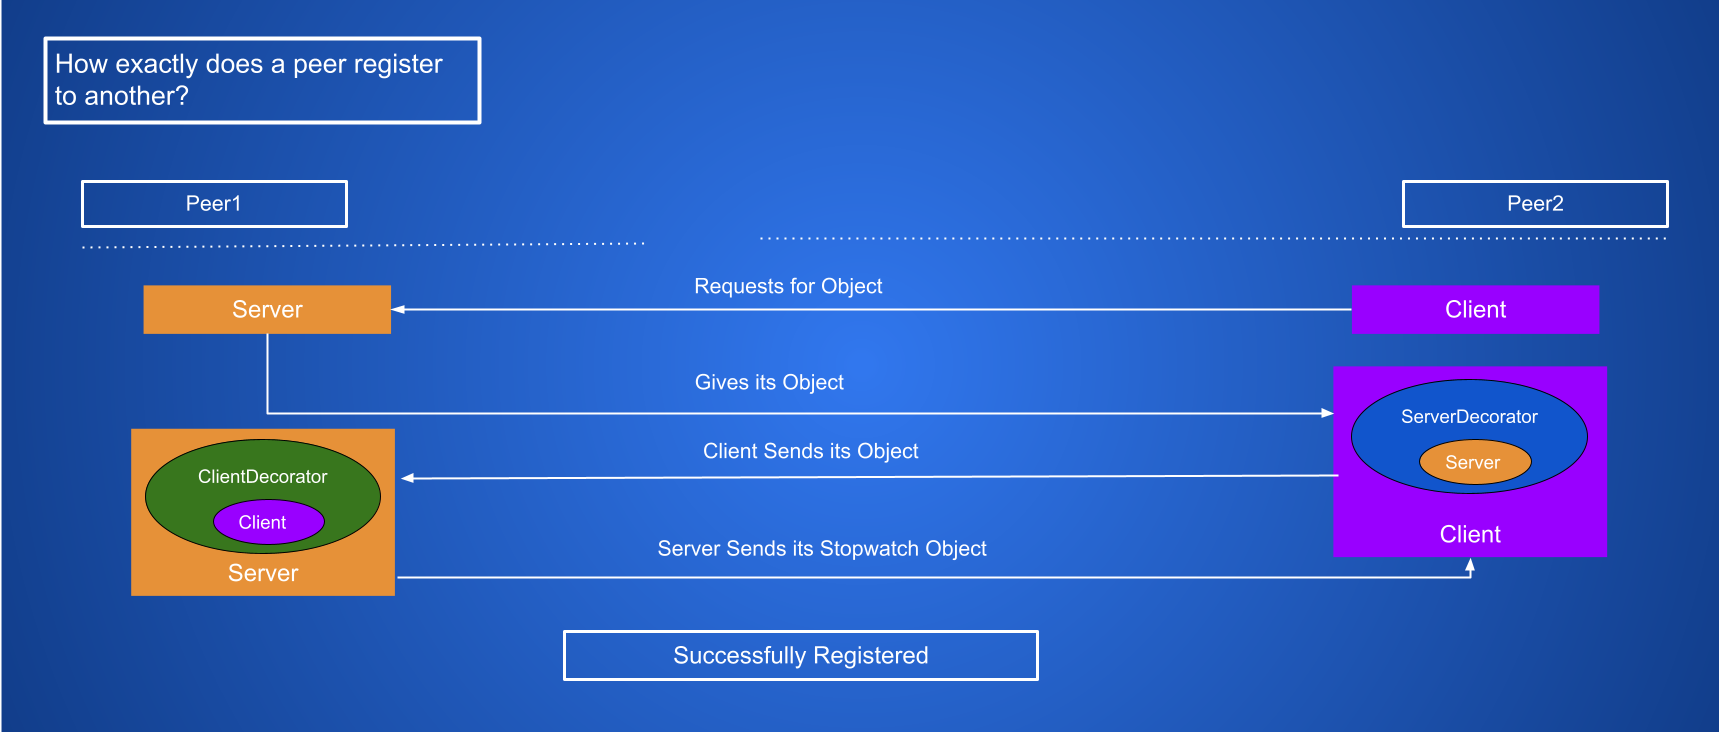 How exactly does a peer register
to another?
Peer1
Peer2
Requests for Object
Server
Client
Gives its Object
ServerDecorator
Server
Client
Client Sends its Object
ClientDecorator
Client
Server
Server Sends its Stopwatch Object
Successfully Registered